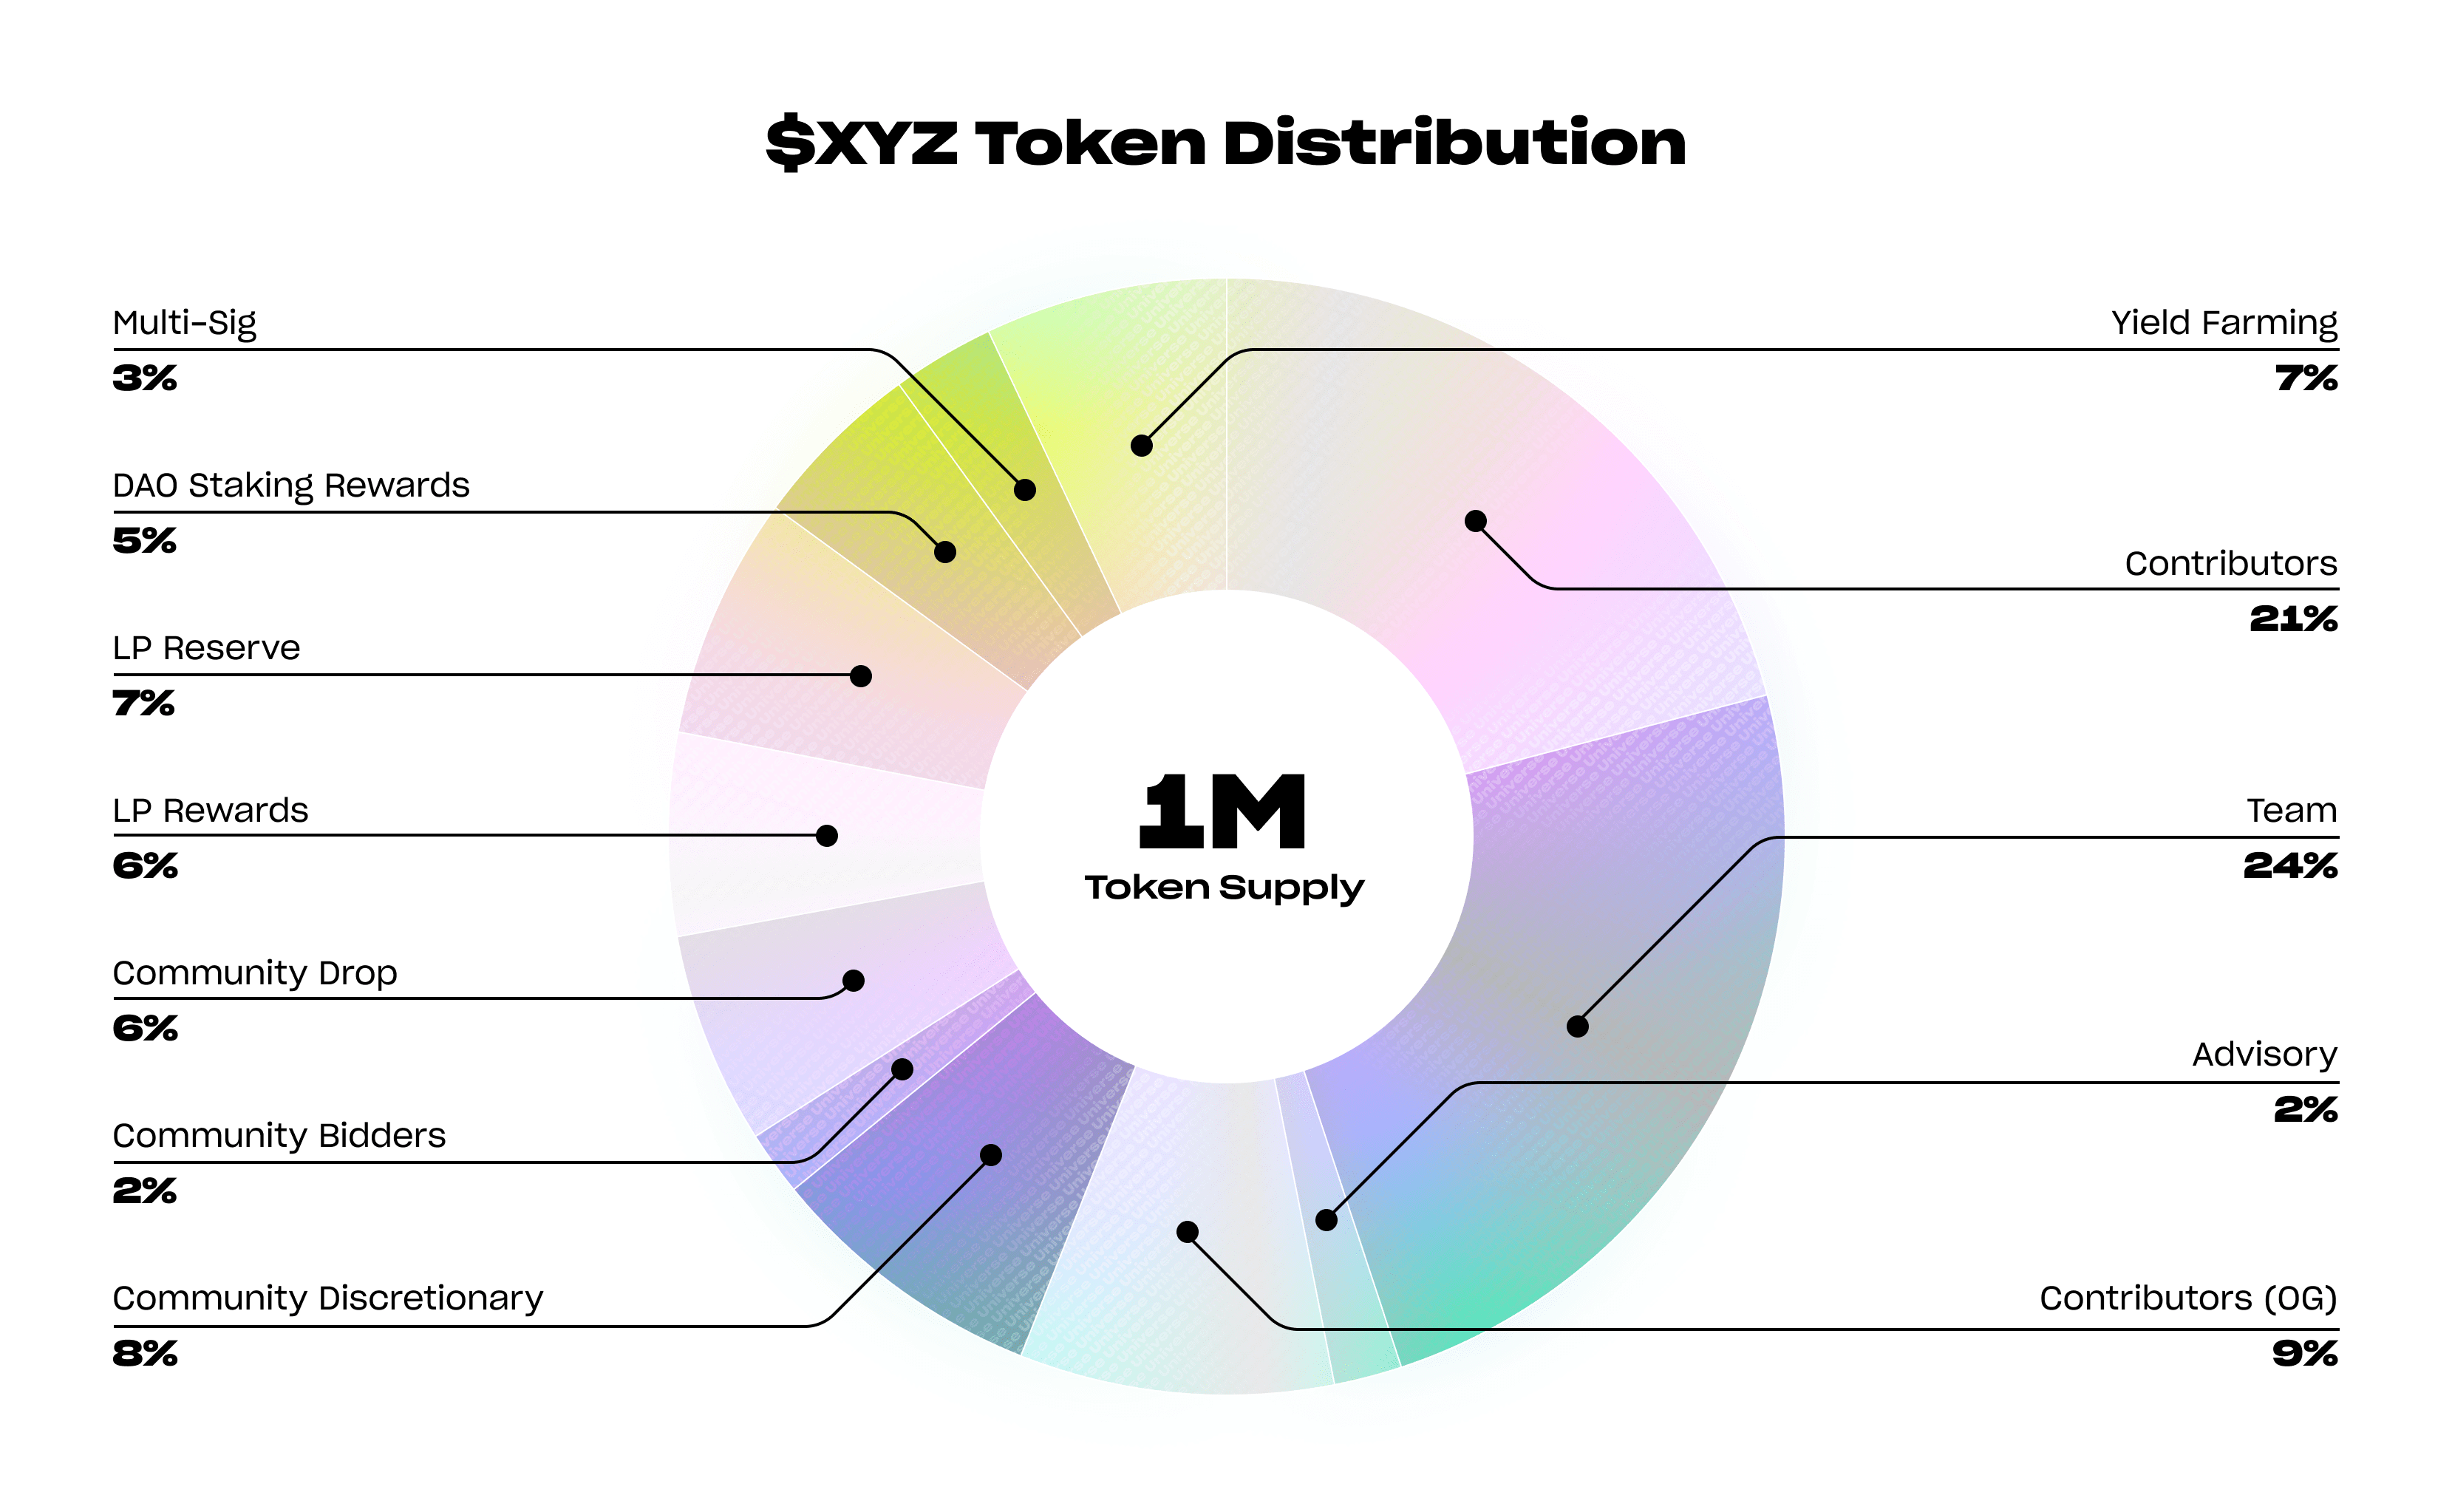 $XYZ Token Distribution
Multi-Sig
3%
DAO Staking Rewards
5%
LP Reserve
7%
LP Rewards
6%
Community Drop
6%
Community Bidders
2%
Community Discretionary
8%
1M
Token Supply
Yield Farming
7%
Contributors
21%
Team
24%
Advisory
2%
Contributors (OG)
9%